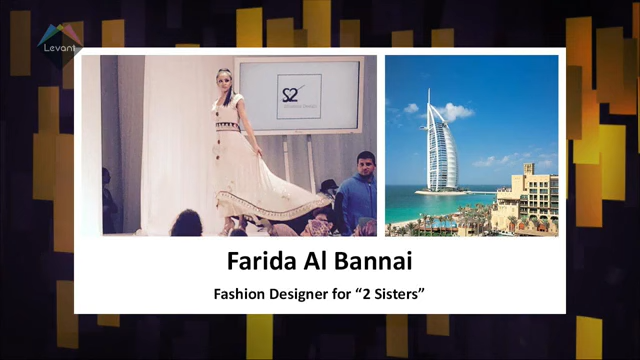 Levant
S2
Farida Al Bannai
Fashion Designer for “2 Sisters”